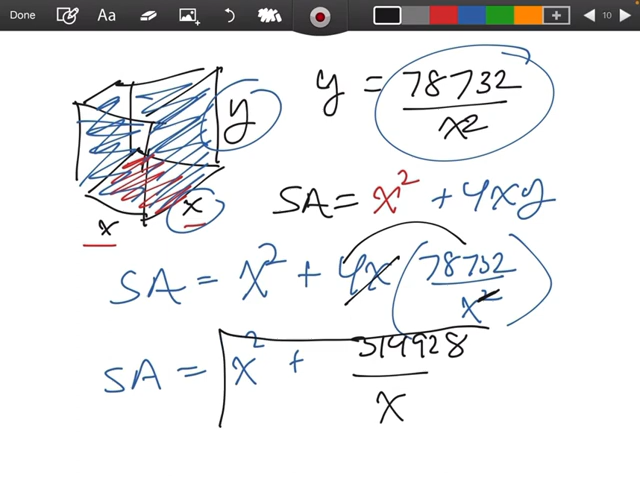 Done Aa 10
y = 78732 / x²
y
x x
SA = x² + 4xy
SA = x² + 4x (78732 / x²)
SA = x² + 314928 / x